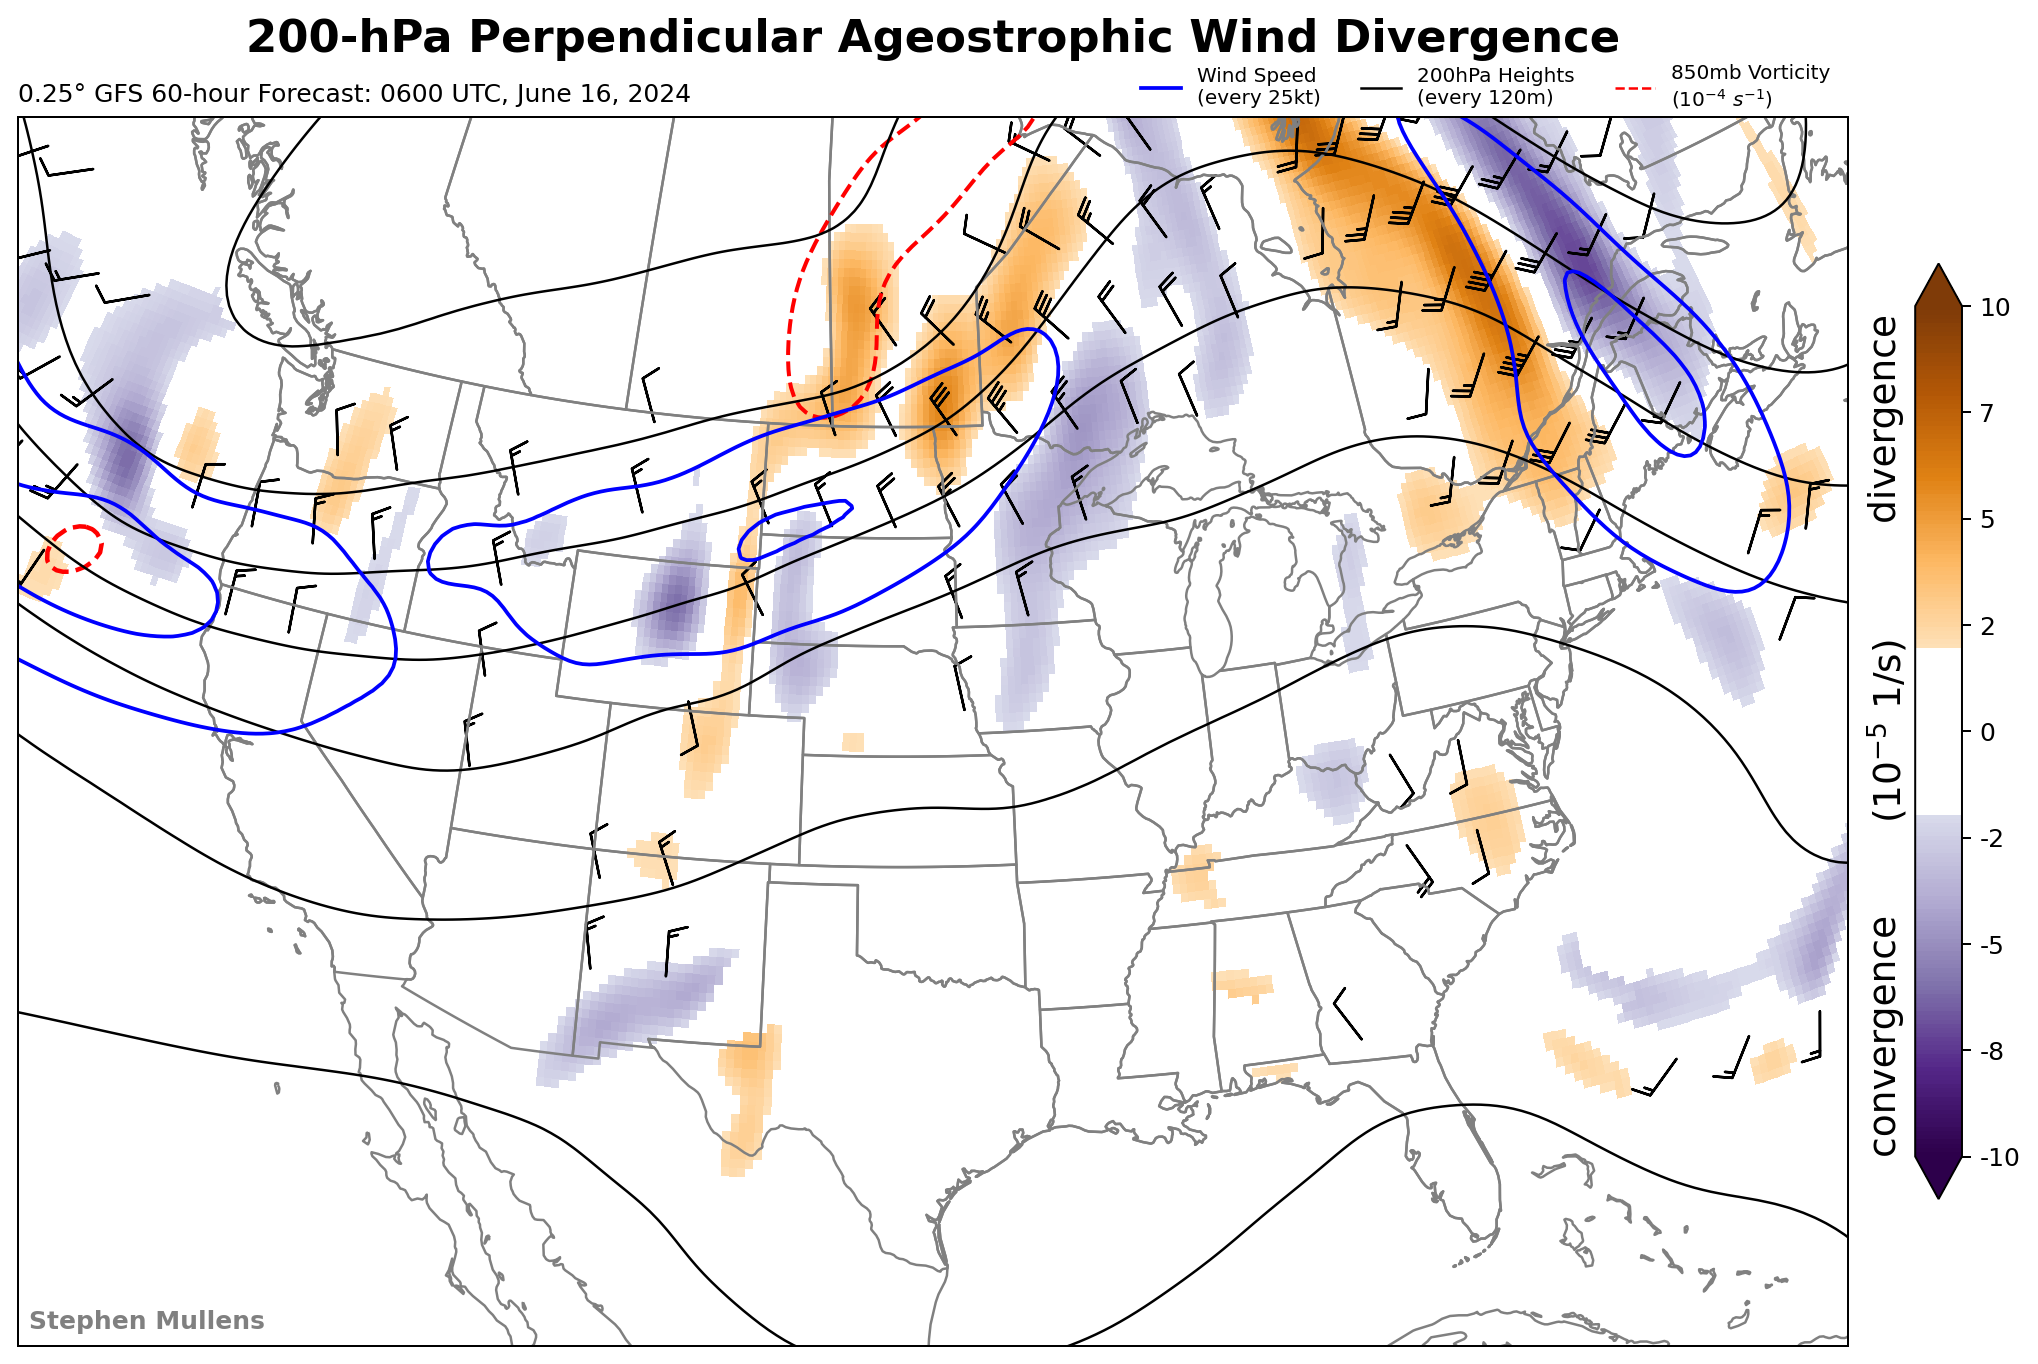 200-hPa Perpendicular Ageostrophic Wind Divergence
0.25° GFS 60-hour Forecast: 0600 UTC, June 16, 2024
Wind Speed
(every 25kt)
200hPa Heights
(every 120m)
850mb Vorticity
(10⁻⁴ s⁻¹)
10
7
5
2
0
-2
-5
-8
-10
convergence (10⁻⁵ 1/s) divergence
Stephen Mullens